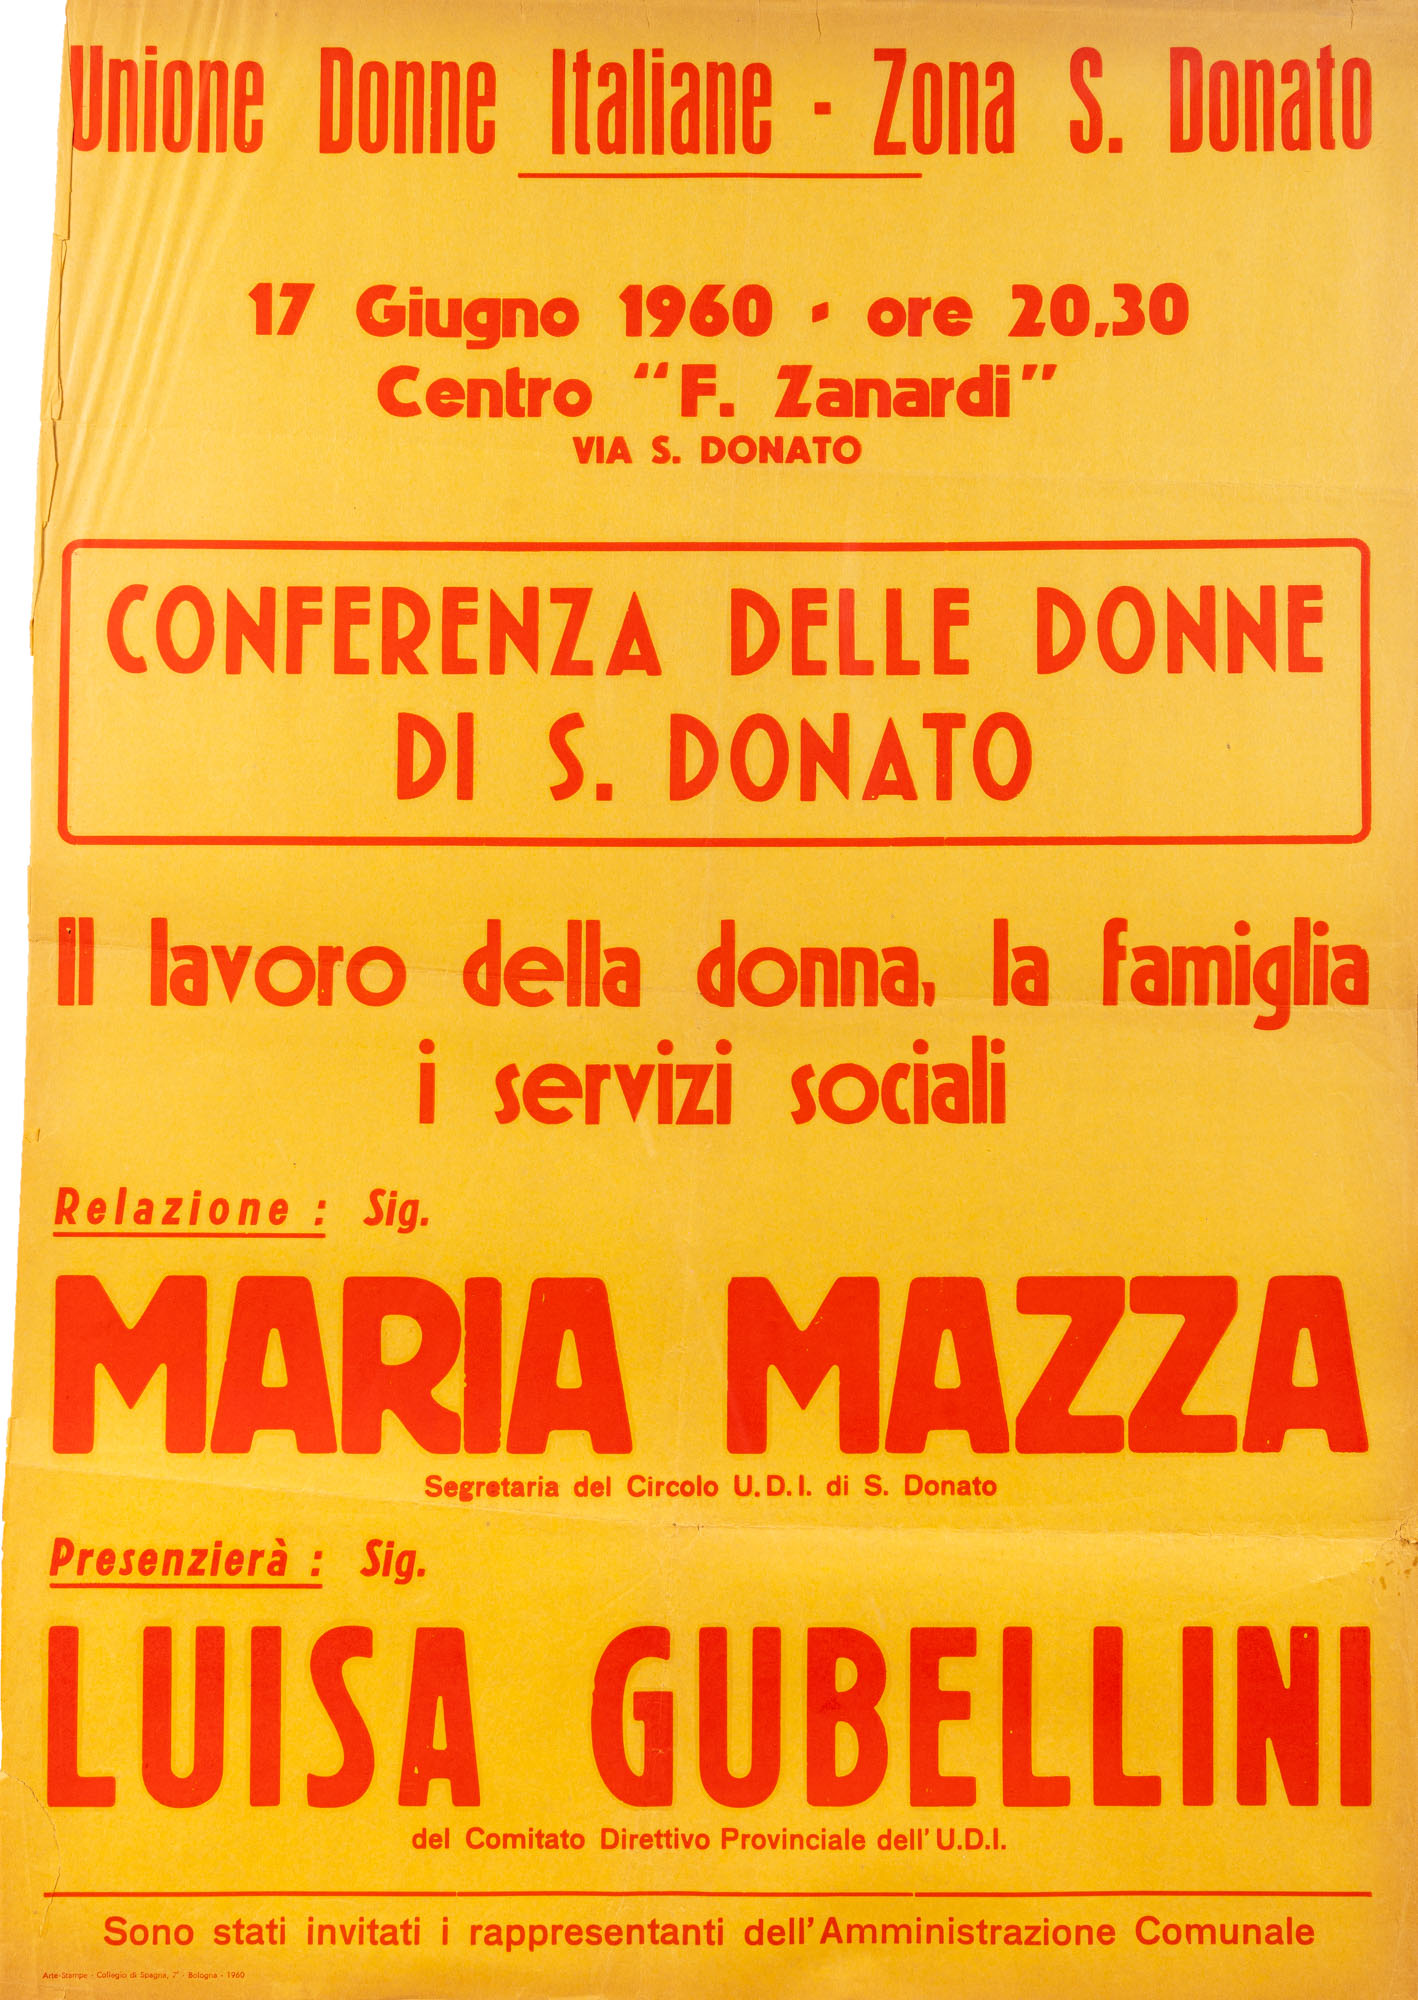 Unione Donne Italiane - Zona S. Donato
17 Giugno 1960 - ore 20,30
Centro "F. Zanardi"
VIA S. DONATO
CONFERENZA DELLE DONNE
DI S. DONATO
Il lavoro della donna, la famiglia
i servizi sociali
Relazione : Sig.
MARIA MAZZA
Segretaria del Circolo U.D.I. di S. Donato
Presenzierà : Sig.
LUISA GUBELLINI
del Comitato Direttivo Provinciale dell'U.D.I.
Sono stati invitati i rappresentanti dell'Amministrazione Comunale
Arte-Stampe - Collegio di Spagna, - Bologna - 1960